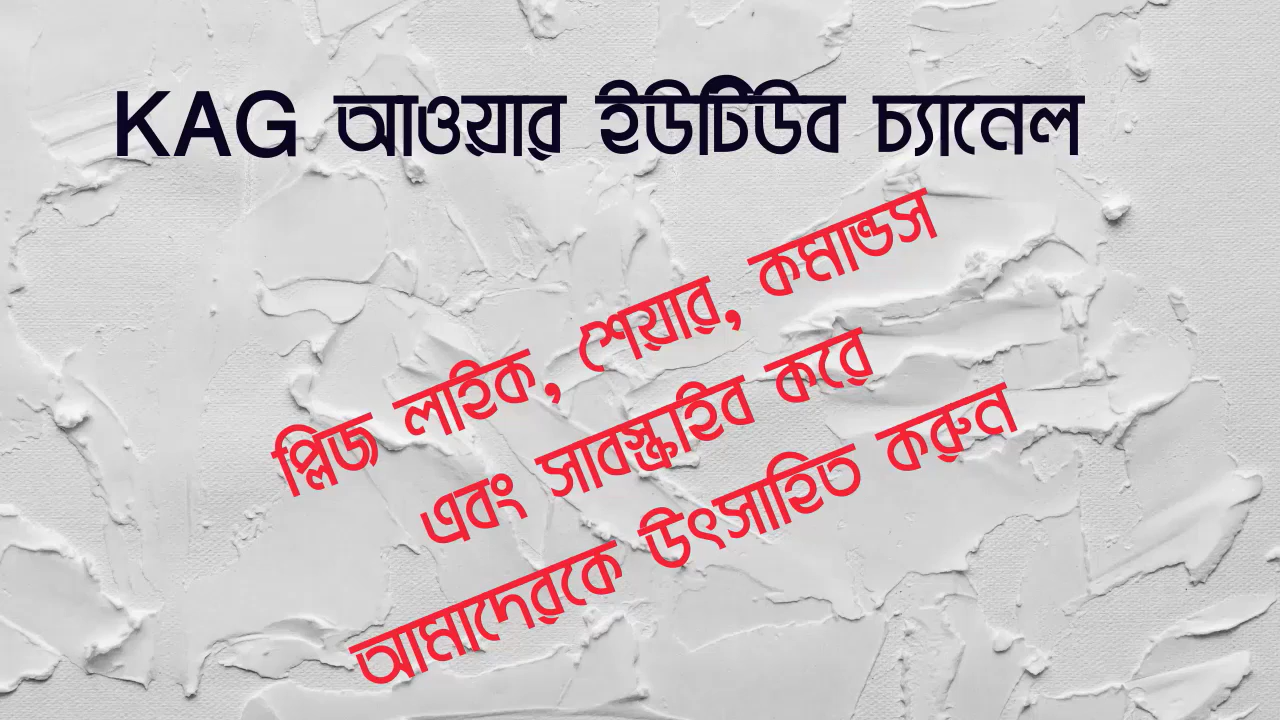 KAG আওয়ার ইউটিউব চ্যানেল
প্লিজ লাইক, শেয়ার, কমান্ডস
এবং সাবস্ক্রাইব করে
আমাদেরকে উৎসাহিত করুন